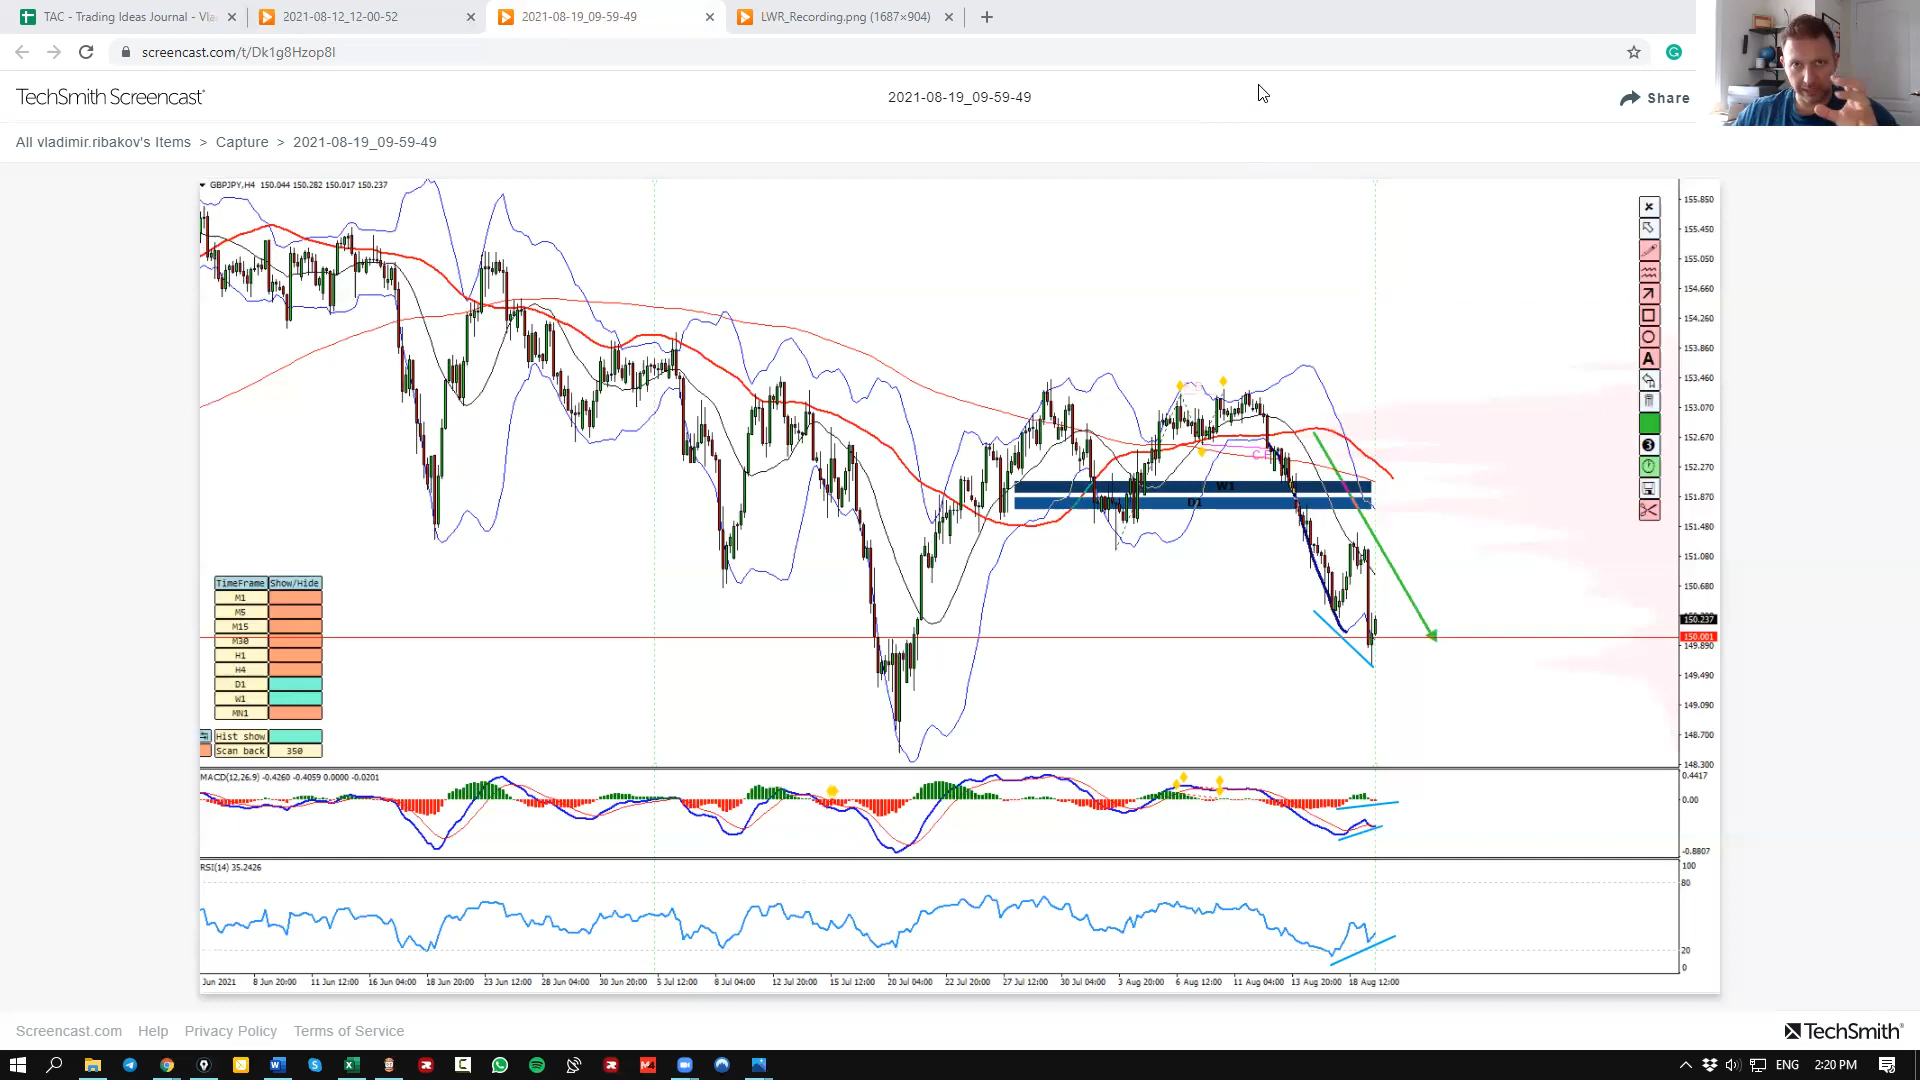 TAC - Trading Ideas Journal - Vla
2021-08-12_12-00-52
2021-08-19_09-59-49
LWR_Recording.png (1687×904)
screencast.com/t/Dk1g8Hzop8I
TechSmith Screencast
2021-08-19_09-59-49
Share
All vladimir.ribakov's Items > Capture > 2021-08-19_09-59-49
GBPJPY,H4 150.044 150.282 150.017 150.237
155.850
155.450
155.050
154.660
154.260
153.860
153.460
153.070
152.670
152.270
151.870
151.480
151.080
150.680
150.237
150.001
149.890
149.490
149.090
148.700
148.300
A
3
W1
D1
TimeFrame Show/Hide
M1
M5
M15
M30
H1
H4
D1
W1
MN1
Hist show
Scan back 350
MACD(12,26,9) -0.4260 -0.4059 0.0000 -0.0201
0.4417
0.00
-0.8807
RSI(14) 35.2426
100
80
20
0
Jun 2021 8 Jun 20:00 11 Jun 12:00 16 Jun 04:00 18 Jun 20:00 23 Jun 12:00 28 Jun 04:00 30 Jun 20:00 5 Jul 12:00 8 Jul 04:00 12 Jul 20:00 15 Jul 12:00 20 Jul 04:00 22 Jul 20:00 27 Jul 12:00 30 Jul 04:00 3 Aug 20:00 6 Aug 12:00 11 Aug 04:00 13 Aug 20:00 18 Aug 12:00
Screencast.com Help Privacy Policy Terms of Service
TechSmith
ENG 2:20 PM